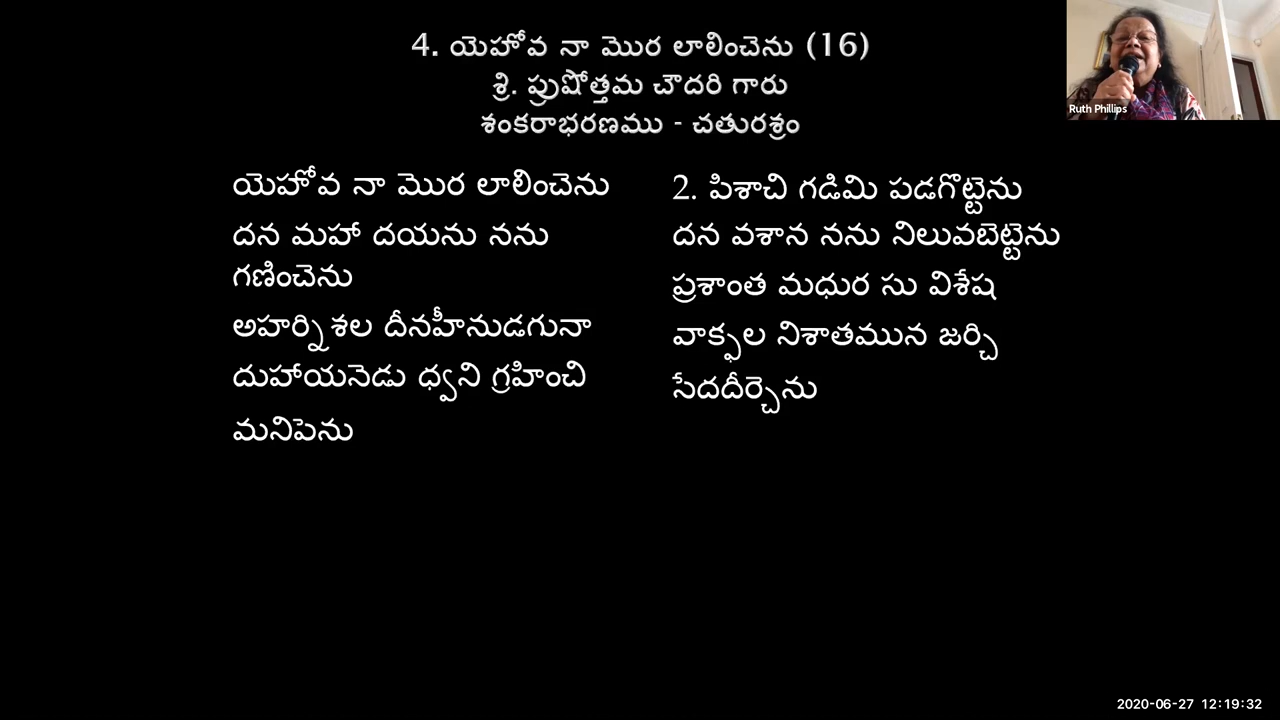 4. యెహోవ నా మొర లాలించెను (16)
శ్రీ. ప్రుషోత్తమ చౌదరి గారు
శంకరాభరణము - చతురశ్రం
యెహోవ నా మొర లాలించెను
దన మహా దయను నను
గణించెను
అహర్నిశల దీనహీనుడగునా
దుహాయనెడు ధ్వని గ్రహించి
మనిపెను
2. పిశాచి గడిమి పడగొట్టెను
దన వశాన నను నిలువబెట్టెను
ప్రశాంత మధుర సు విశేష
వాక్ఫల నిశాతమున జర్చి
సేదదీర్చెను
Ruth Phillips
2020-06-27 12:19:32